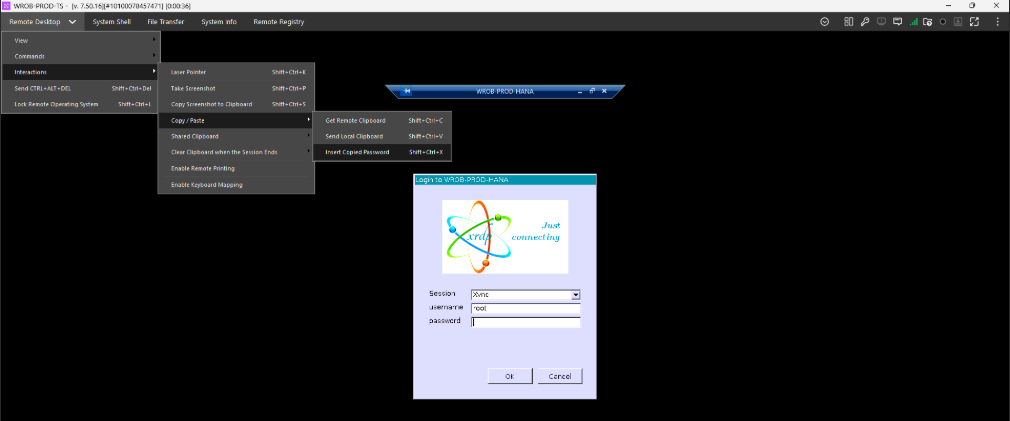 WROB-PROD-TS - [v. 7.50.16][#10100078457471] [0:00:36]
Remote Desktop System Shell File Transfer System Info Remote Registry
View
Commands
Interactions
Send CTRL+ALT+DEL Shift+Ctrl+Del
Lock Remote Operating System Shift+Ctrl+L
Laser Pointer Shift+Ctrl+K
Take Screenshot Shift+Ctrl+P
Copy Screenshot to Clipboard Shift+Ctrl+S
Copy / Paste
Shared Clipboard
Clear Clipboard when the Session Ends
Enable Remote Printing
Enable Keyboard Mapping
Get Remote Clipboard Shift+Ctrl+C
Send Local Clipboard Shift+Ctrl+V
Insert Copied Password Shift+Ctrl+X
WROB-PROD-HANA
Login to WROB-PROD-HANA
xrdp
Just
connecting
Session Xvnc
username root
password
OK Cancel